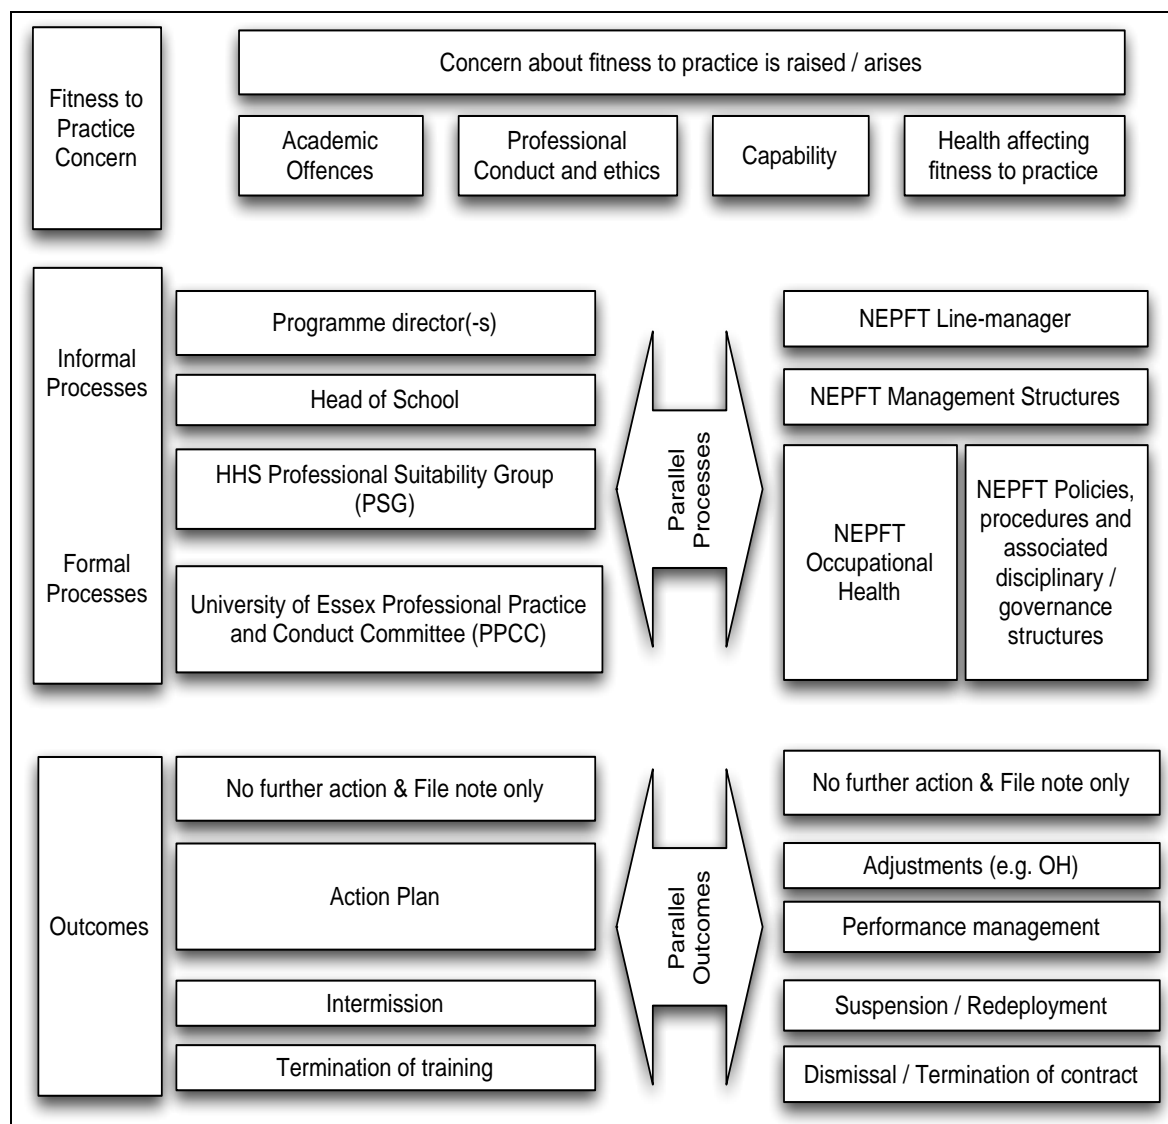 Fitness to
Practice
Concern
Concern about fitness to practice is raised / arises
Academic
Offences
Professional
Conduct and ethics
Capability
Health affecting
fitness to practice
Informal
Processes
Formal
Processes
Programme director(-s)
Head of School
HHS Professional Suitability Group
(PSG)
University of Essex Professional Practice
and Conduct Committee (PPCC)
Parallel
Processes
NEPFT Line-manager
NEPFT Management Structures
NEPFT
Occupational
Health
NEPFT Policies,
procedures and
associated
disciplinary /
governance
structures
Outcomes
No further action & File note only
Action Plan
Intermission
Termination of training
Parallel
Outcomes
No further action & File note only
Adjustments (e.g. OH)
Performance management
Suspension / Redeployment
Dismissal / Termination of contract